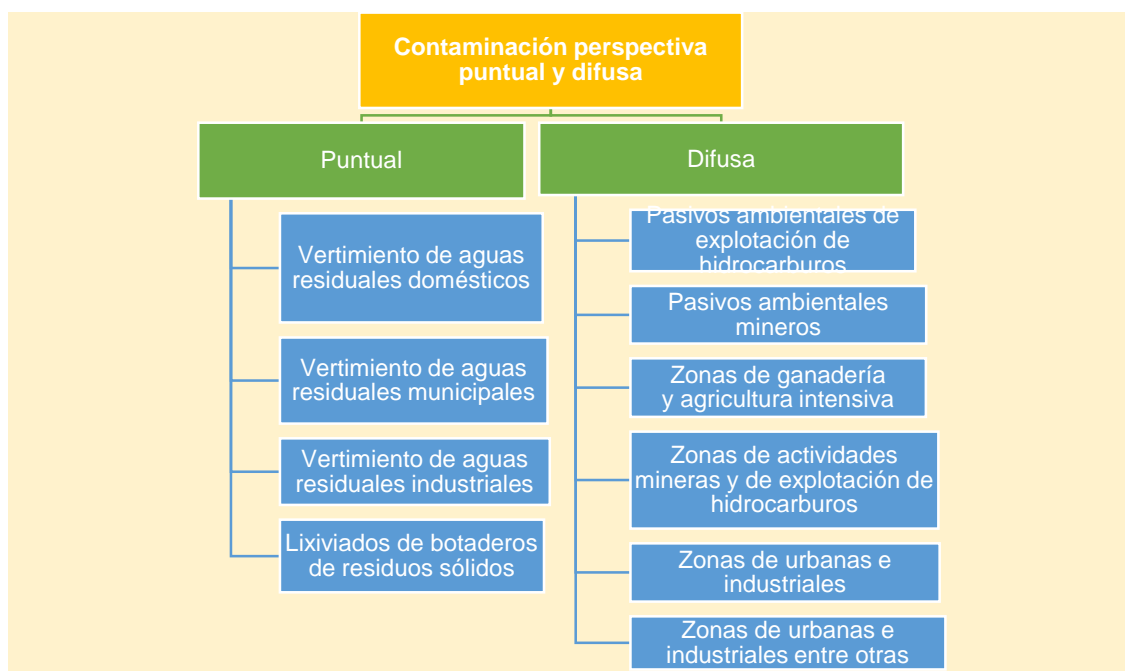 Contaminación perspectiva
puntual y difusa
Puntual
Vertimiento de aguas
residuales domésticos
Vertimiento de aguas
residuales municipales
Vertimiento de aguas
residuales industriales
Lixiviados de botaderos
de residuos sólidos
Difusa
Pasivos ambientales de
explotación de
hidrocarburos
Pasivos ambientales
mineros
Zonas de ganadería
y agricultura intensiva
Zonas de actividades
mineras y de explotación de
hidrocarburos
Zonas de urbanas e
industriales
Zonas de urbanas e
industriales entre otras